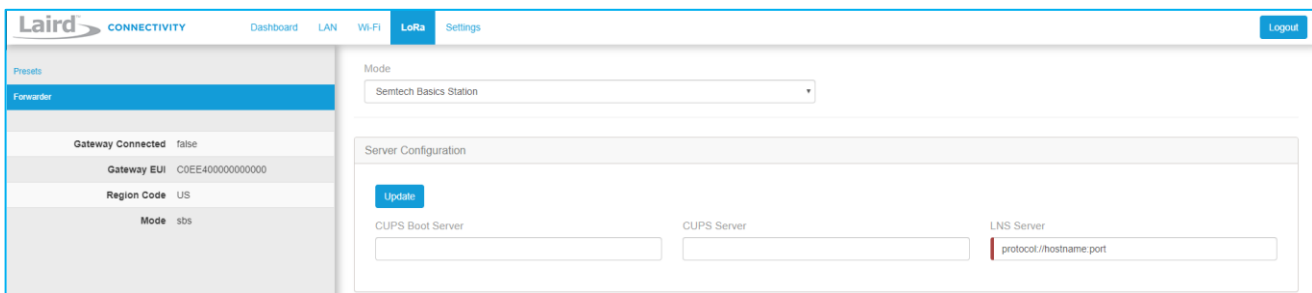 Laird CONNECTIVITY Dashboard LAN Wi-Fi LoRa Settings Logout
Presets
Forwarder
Gateway Connected false
Gateway EUI C0EE400000000000
Region Code US
Mode sbs
Mode
Semtech Basics Station
Server Configuration
Update
CUPS Boot Server CUPS Server LNS Server
protocol://hostname:port